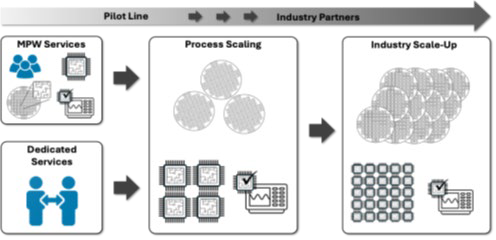 Pilot Line
Industry Partners
MPW Services
Process Scaling
Industry Scale-Up
Dedicated
Services